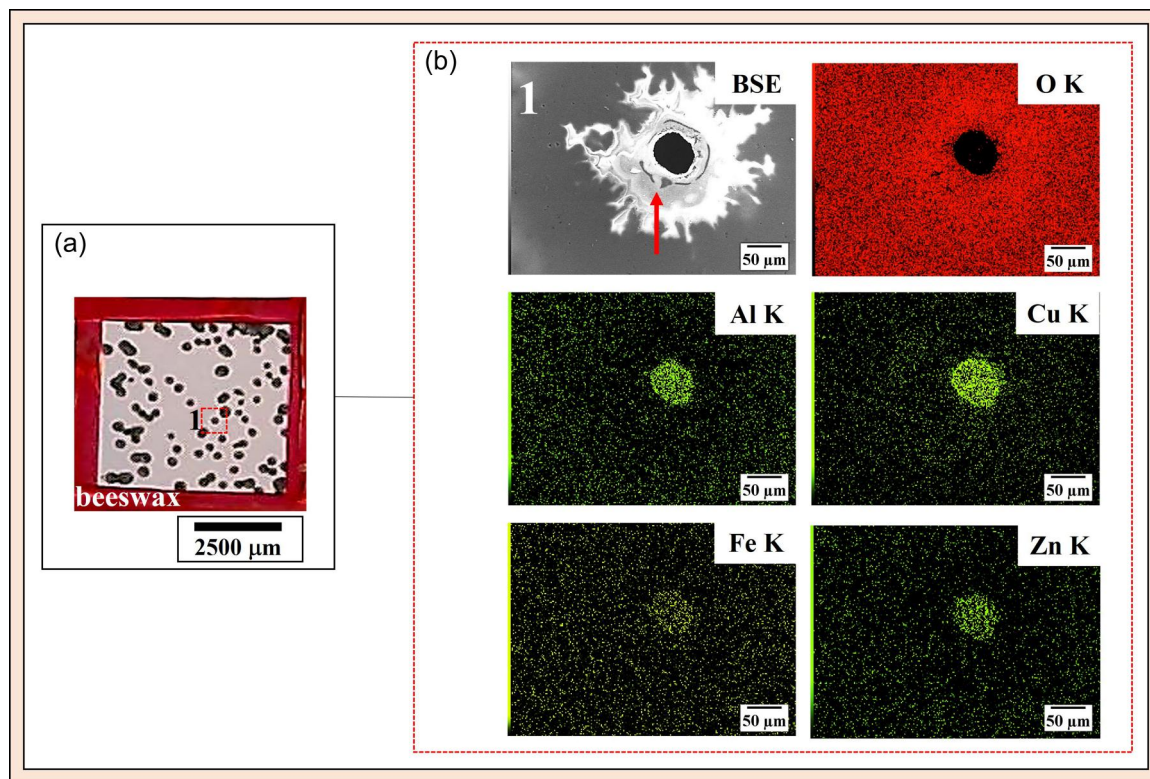 (a)
1
beeswax
2500 µm
(b)
1
BSE
50 µm
O K
50 µm
Al K
50 µm
Cu K
50 µm
Fe K
50 µm
Zn K
50 µm